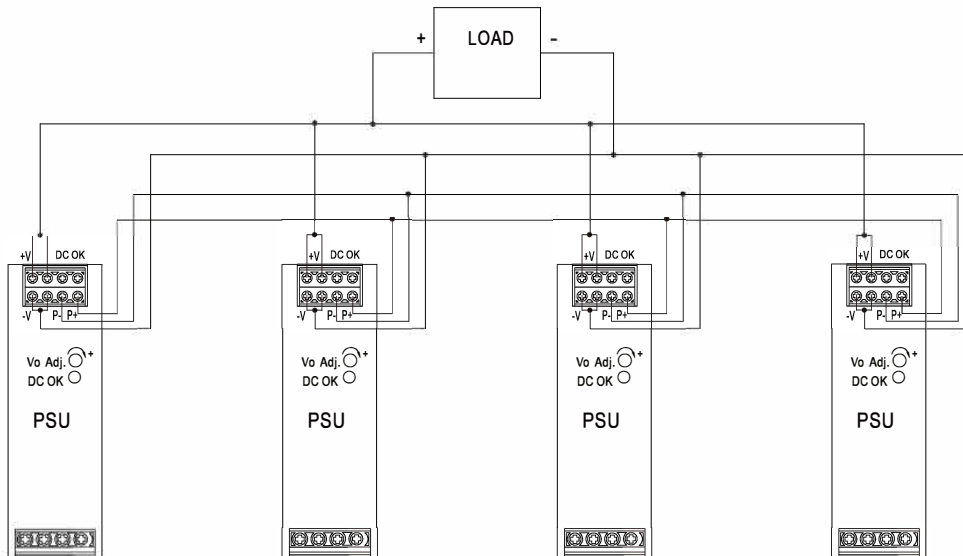 + LOAD -
+V DC OK
-V P- P+
Vo Adj. +
DC OK
PSU
+V DC OK
-V P- P+
Vo Adj. +
DC OK
PSU
+V DC OK
-V P- P+
Vo Adj. +
DC OK
PSU
+V DC OK
-V P- P+
Vo Adj. +
DC OK
PSU